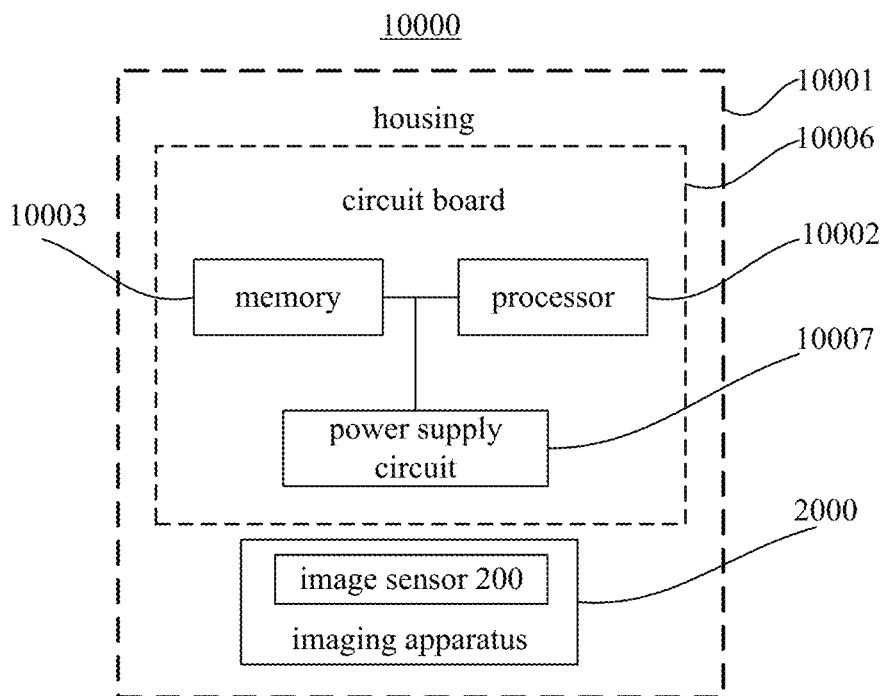 10000
10001
housing
10006
circuit board
10003
10002
memory
processor
10007
power supply
circuit
2000
image sensor 200
imaging apparatus